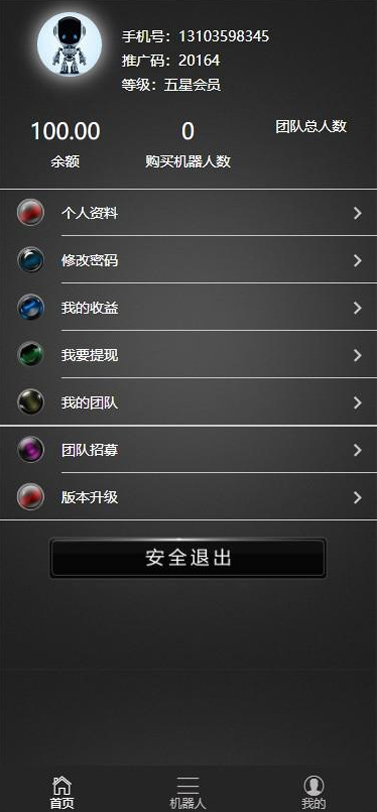 手机号：13103598345
推广码：20164
等级：五星会员
100.00
余额
0
购买机器人数
团队总人数
个人资料
修改密码
我的收益
我要提现
我的团队
团队招募
版本升级
安全退出
首页
机器人
我的